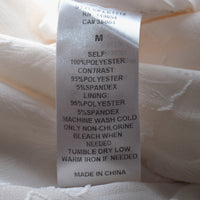 M
SELF:
100%POLYESTER
CONTRAST:
95%POLYESTER
5%SPANDEX
LINING:
95%POLYESTER
5%SPANDEX
MACHINE WASH COLD
ONLY NON-CHLORINE
BLEACH WHEN
NEEDED
TUMBLE DRY LOW
WARM IRON IF NEEDED
MADE IN CHINA